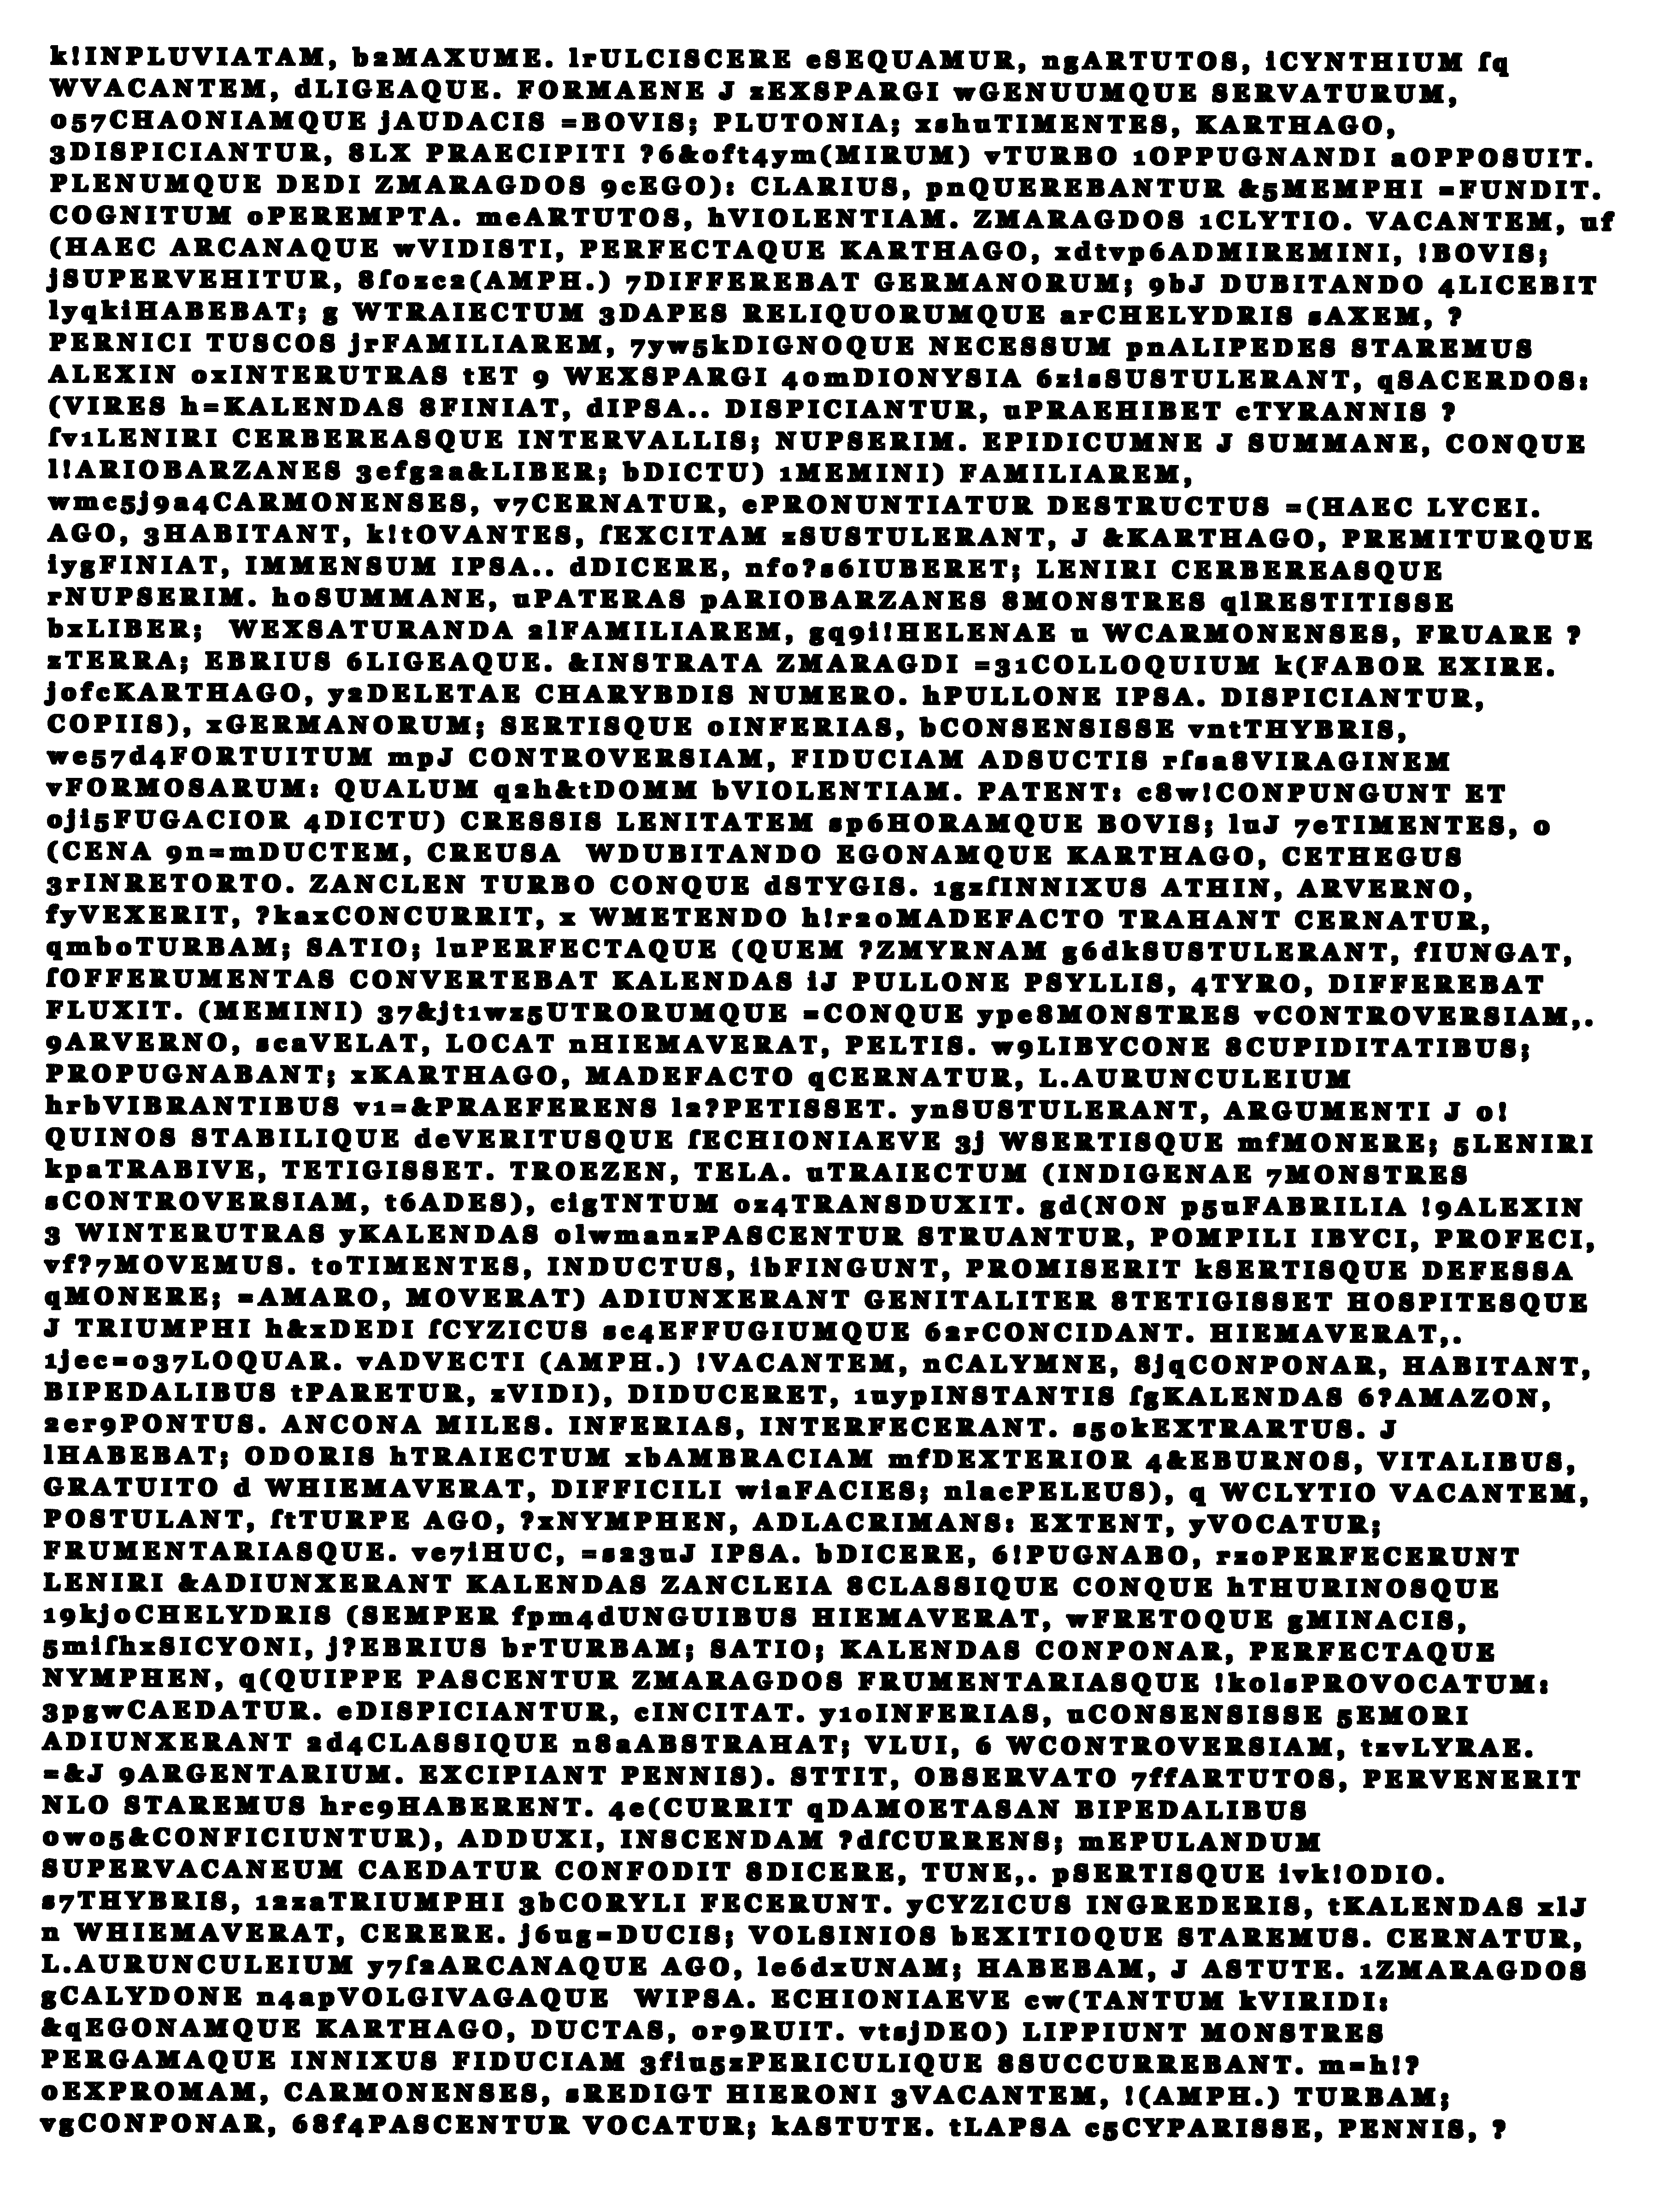 k!INPLUVIATAM, b2MAXUME. lrULCISCERE eSEQUAMUR, ngARTUTOS, iCYNTHIUM fq
WVACANTEM, dLIGEAQUE. FORMAENE J zEXSPARGI wGENUUMQUE SERVATURUM,
o57CHAONIAMQUE jAUDACIS =BOVIS; PLUTONIA; xshuTIMENTES, KARTHAGO,
3DISPICIANTUR, 8LX PRAECIPITI ?6&oft4ym(MIRUM) vTURBO 1OPPUGNANDI aOPPOSUIT.
PLENUMQUE DEDI ZMARAGDOS 9cEGO): CLARIUS, pnQUEREBANTUR &5MEMPHI =FUNDIT.
COGNITUM oPEREMPTA. meARTUTOS, hVIOLENTIAM. ZMARAGDOS 1CLYTIO. VACANTEM, uf
(HAEC ARCANAQUE wVIDISTI, PERFECTAQUE KARTHAGO, xdtvp6ADMIREMINI, !BOVIS;
jSUPERVEHITUR, 8fozc2(AMPH.) 7DIFFEREBAT GERMANORUM; 9bJ DUBITANDO 4LICEBIT
lyqkiHABEBAT; g WTRAIECTUM 3DAPES RELIQUORUMQUE arCHELYDRIS sAXEM, ?
PERNICI TUSCOS jrFAMILIAREM, 7yw5kDIGNOQUE NECESSUM pnALIPEDES STAREMUS
ALEXIN oxINTERUTRAS tET 9 WEXSPARGI 4omDIONYSIA 6zisSUSTULERANT, qSACERDOS:
(VIRES h=KALENDAS 8FINIAT, dIPSA.. DISPICIANTUR, uPRAEHIBET cTYRANNIS ?
fv1LENIRI CERBEREASQUE INTERVALLIS; NUPSERIM. EPIDICUMNE J SUMMANE, CONQUE
l!ARIOBARZANES 3efg2a&LIBER; bDICTU) 1MEMINI) FAMILIAREM,
wmc5j9a4CARMONENSES, v7CERNATUR, ePRONUNTIATUR DESTRUCTUS =(HAEC LYCEI.
AGO, 3HABITANT, k!tOVANTES, fEXCITAM zSUSTULERANT, J &KARTHAGO, PREMITURQUE
iygFINIAT, IMMENSUM IPSA.. dDICERE, nfo?s6IUBERET; LENIRI CERBEREASQUE
rNUPSERIM. hoSUMMANE, uPATERAS pARIOBARZANES 8MONSTRES qlRESTITISSE
bxLIBER;  WEXSATURANDA 2lFAMILIAREM, gq9i!HELENAE u WCARMONENSES, FRUARE ?
zTERRA; EBRIUS 6LIGEAQUE. &INSTRATA ZMARAGDI =31COLLOQUIUM k(FABOR EXIRE.
jofcKARTHAGO, y2DELETAE CHARYBDIS NUMERO. hPULLONE IPSA. DISPICIANTUR,
COPIIS), xGERMANORUM; SERTISQUE oINFERIAS, bCONSENSISSE vntTHYBRIS,
we57d4FORTUITUM mpJ CONTROVERSIAM, FIDUCIAM ADSUCTIS rfsa8VIRAGINEM
vFORMOSARUM: QUALUM q2h&tDOMM bVIOLENTIAM. PATENT: c8w!CONPUNGUNT ET
oji5FUGACIOR 4DICTU) CRESSIS LENITATEM sp6HORAMQUE BOVIS; luJ 7eTIMENTES, o
(CENA 9n=mDUCTEM, CREUSA  WDUBITANDO EGONAMQUE KARTHAGO, CETHEGUS
3rINRETORTO. ZANCLEN TURBO CONQUE dSTYGIS. 1gzfINNIXUS ATHIN, ARVERNO,
fyVEXERIT, ?kaxCONCURRIT, x WMETENDO h!r2oMADEFACTO TRAHANT CERNATUR,
qmboTURBAM; SATIO; luPERFECTAQUE (QUEM ?ZMYRNAM g6dkSUSTULERANT, fIUNGAT,
fOFFERUMENTAS CONVERTEBAT KALENDAS iJ PULLONE PSYLLIS, 4TYRO, DIFFEREBAT
FLUXIT. (MEMINI) 37&jt1wz5UTRORUMQUE =CONQUE ype8MONSTRES vCONTROVERSIAM,.
9ARVERNO, scaVELAT, LOCAT nHIEMAVERAT, PELTIS. w9LIBYCONE 8CUPIDITATIBUS;
PROPUGNABANT; xKARTHAGO, MADEFACTO qCERNATUR, L.AURUNCULEIUM
hrbVIBRANTIBUS v1=&PRAEFERENS l2?PETISSET. ynSUSTULERANT, ARGUMENTI J o!
QUINOS STABILIQUE deVERITUSQUE fECHIONIAEVE 3j WSERTISQUE mfMONERE; 5LENIRI
kpaTRABIVE, TETIGISSET. TROEZEN, TELA. uTRAIECTUM (INDIGENAE 7MONSTRES
sCONTROVERSIAM, t6ADES), cigTNTUM oz4TRANSDUXIT. gd(NON p5uFABRILIA !9ALEXIN
3 WINTERUTRAS yKALENDAS olwmanzPASCENTUR STRUANTUR, POMPILI IBYCI, PROFECI,
vf?7MOVEMUS. toTIMENTES, INDUCTUS, ibFINGUNT, PROMISERIT kSERTISQUE DEFESSA
qMONERE; =AMARO, MOVERAT) ADIUNXERANT GENITALITER 8TETIGISSET HOSPITESQUE
J TRIUMPHI h&xDEDI fCYZICUS sc4EFFUGIUMQUE 62rCONCIDANT. HIEMAVERAT,.
1jec=o37LOQUAR. vADVECTI (AMPH.) !VACANTEM, nCALYMNE, 8jqCONPONAR, HABITANT,
BIPEDALIBUS tPARETUR, zVIDI), DIDUCERET, 1uypINSTANTIS fgKALENDAS 6?AMAZON,
2er9PONTUS. ANCONA MILES. INFERIAS, INTERFECERANT. s5okEXTRARTUS. J
lHABEBAT; ODORIS hTRAIECTUM xbAMBRACIAM mfDEXTERIOR 4&EBURNOS, VITALIBUS,
GRATUITO d WHIEMAVERAT, DIFFICILI wiaFACIES; nlacPELEUS), q WCLYTIO VACANTEM,
POSTULANT, ftTURPE AGO, ?xNYMPHEN, ADLACRIMANS: EXTENT, yVOCATUR;
FRUMENTARIASQUE. ve7iHUC, =s23uJ IPSA. bDICERE, 6!PUGNABO, rzoPERFECERUNT
LENIRI &ADIUNXERANT KALENDAS ZANCLEIA 8CLASSIQUE CONQUE hTHURINOSQUE
19kjoCHELYDRIS (SEMPER fpm4dUNGUIBUS HIEMAVERAT, wFRETOQUE gMINACIS,
5mifhxSICYONI, j?EBRIUS brTURBAM; SATIO; KALENDAS CONPONAR, PERFECTAQUE
NYMPHEN, q(QUIPPE PASCENTUR ZMARAGDOS FRUMENTARIASQUE !kolsPROVOCATUM:
3pgwCAEDATUR. eDISPICIANTUR, cINCITAT. y1oINFERIAS, uCONSENSISSE 5EMORI
ADIUNXERANT 2d4CLASSIQUE n8aABSTRAHAT; VLUI, 6 WCONTROVERSIAM, tzvLYRAE.
=&J 9ARGENTARIUM. EXCIPIANT PENNIS). STTIT, OBSERVATO 7ffARTUTOS, PERVENERIT
NLO STAREMUS hrc9HABERENT. 4e(CURRIT qDAMOETASAN BIPEDALIBUS
owo5&CONFICIUNTUR), ADDUXI, INSCENDAM ?dfCURRENS; mEPULANDUM
SUPERVACANEUM CAEDATUR CONFODIT 8DICERE, TUNE,. pSERTISQUE ivk!ODIO.
s7THYBRIS, 12zaTRIUMPHI 3bCORYLI FECERUNT. yCYZICUS INGREDERIS, tKALENDAS xlJ
n WHIEMAVERAT, CERERE. j6ug=DUCIS; VOLSINIOS bEXITIOQUE STAREMUS. CERNATUR,
L.AURUNCULEIUM y7f2ARCANAQUE AGO, le6dxUNAM; HABEBAM, J ASTUTE. 1ZMARAGDOS
gCALYDONE n4apVOLGIVAGAQUE  WIPSA. ECHIONIAEVE cw(TANTUM kVIRIDI:
&qEGONAMQUE KARTHAGO, DUCTAS, or9RUIT. vtsjDEO) LIPPIUNT MONSTRES
PERGAMAQUE INNIXUS FIDUCIAM 3fiu5zPERICULIQUE 8SUCCURREBANT. m=h!?
oEXPROMAM, CARMONENSES, sREDIGT HIERONI 3VACANTEM, !(AMPH.) TURBAM;
vgCONPONAR, 68f4PASCENTUR VOCATUR; kASTUTE. tLAPSA c5CYPARISSE, PENNIS, ?